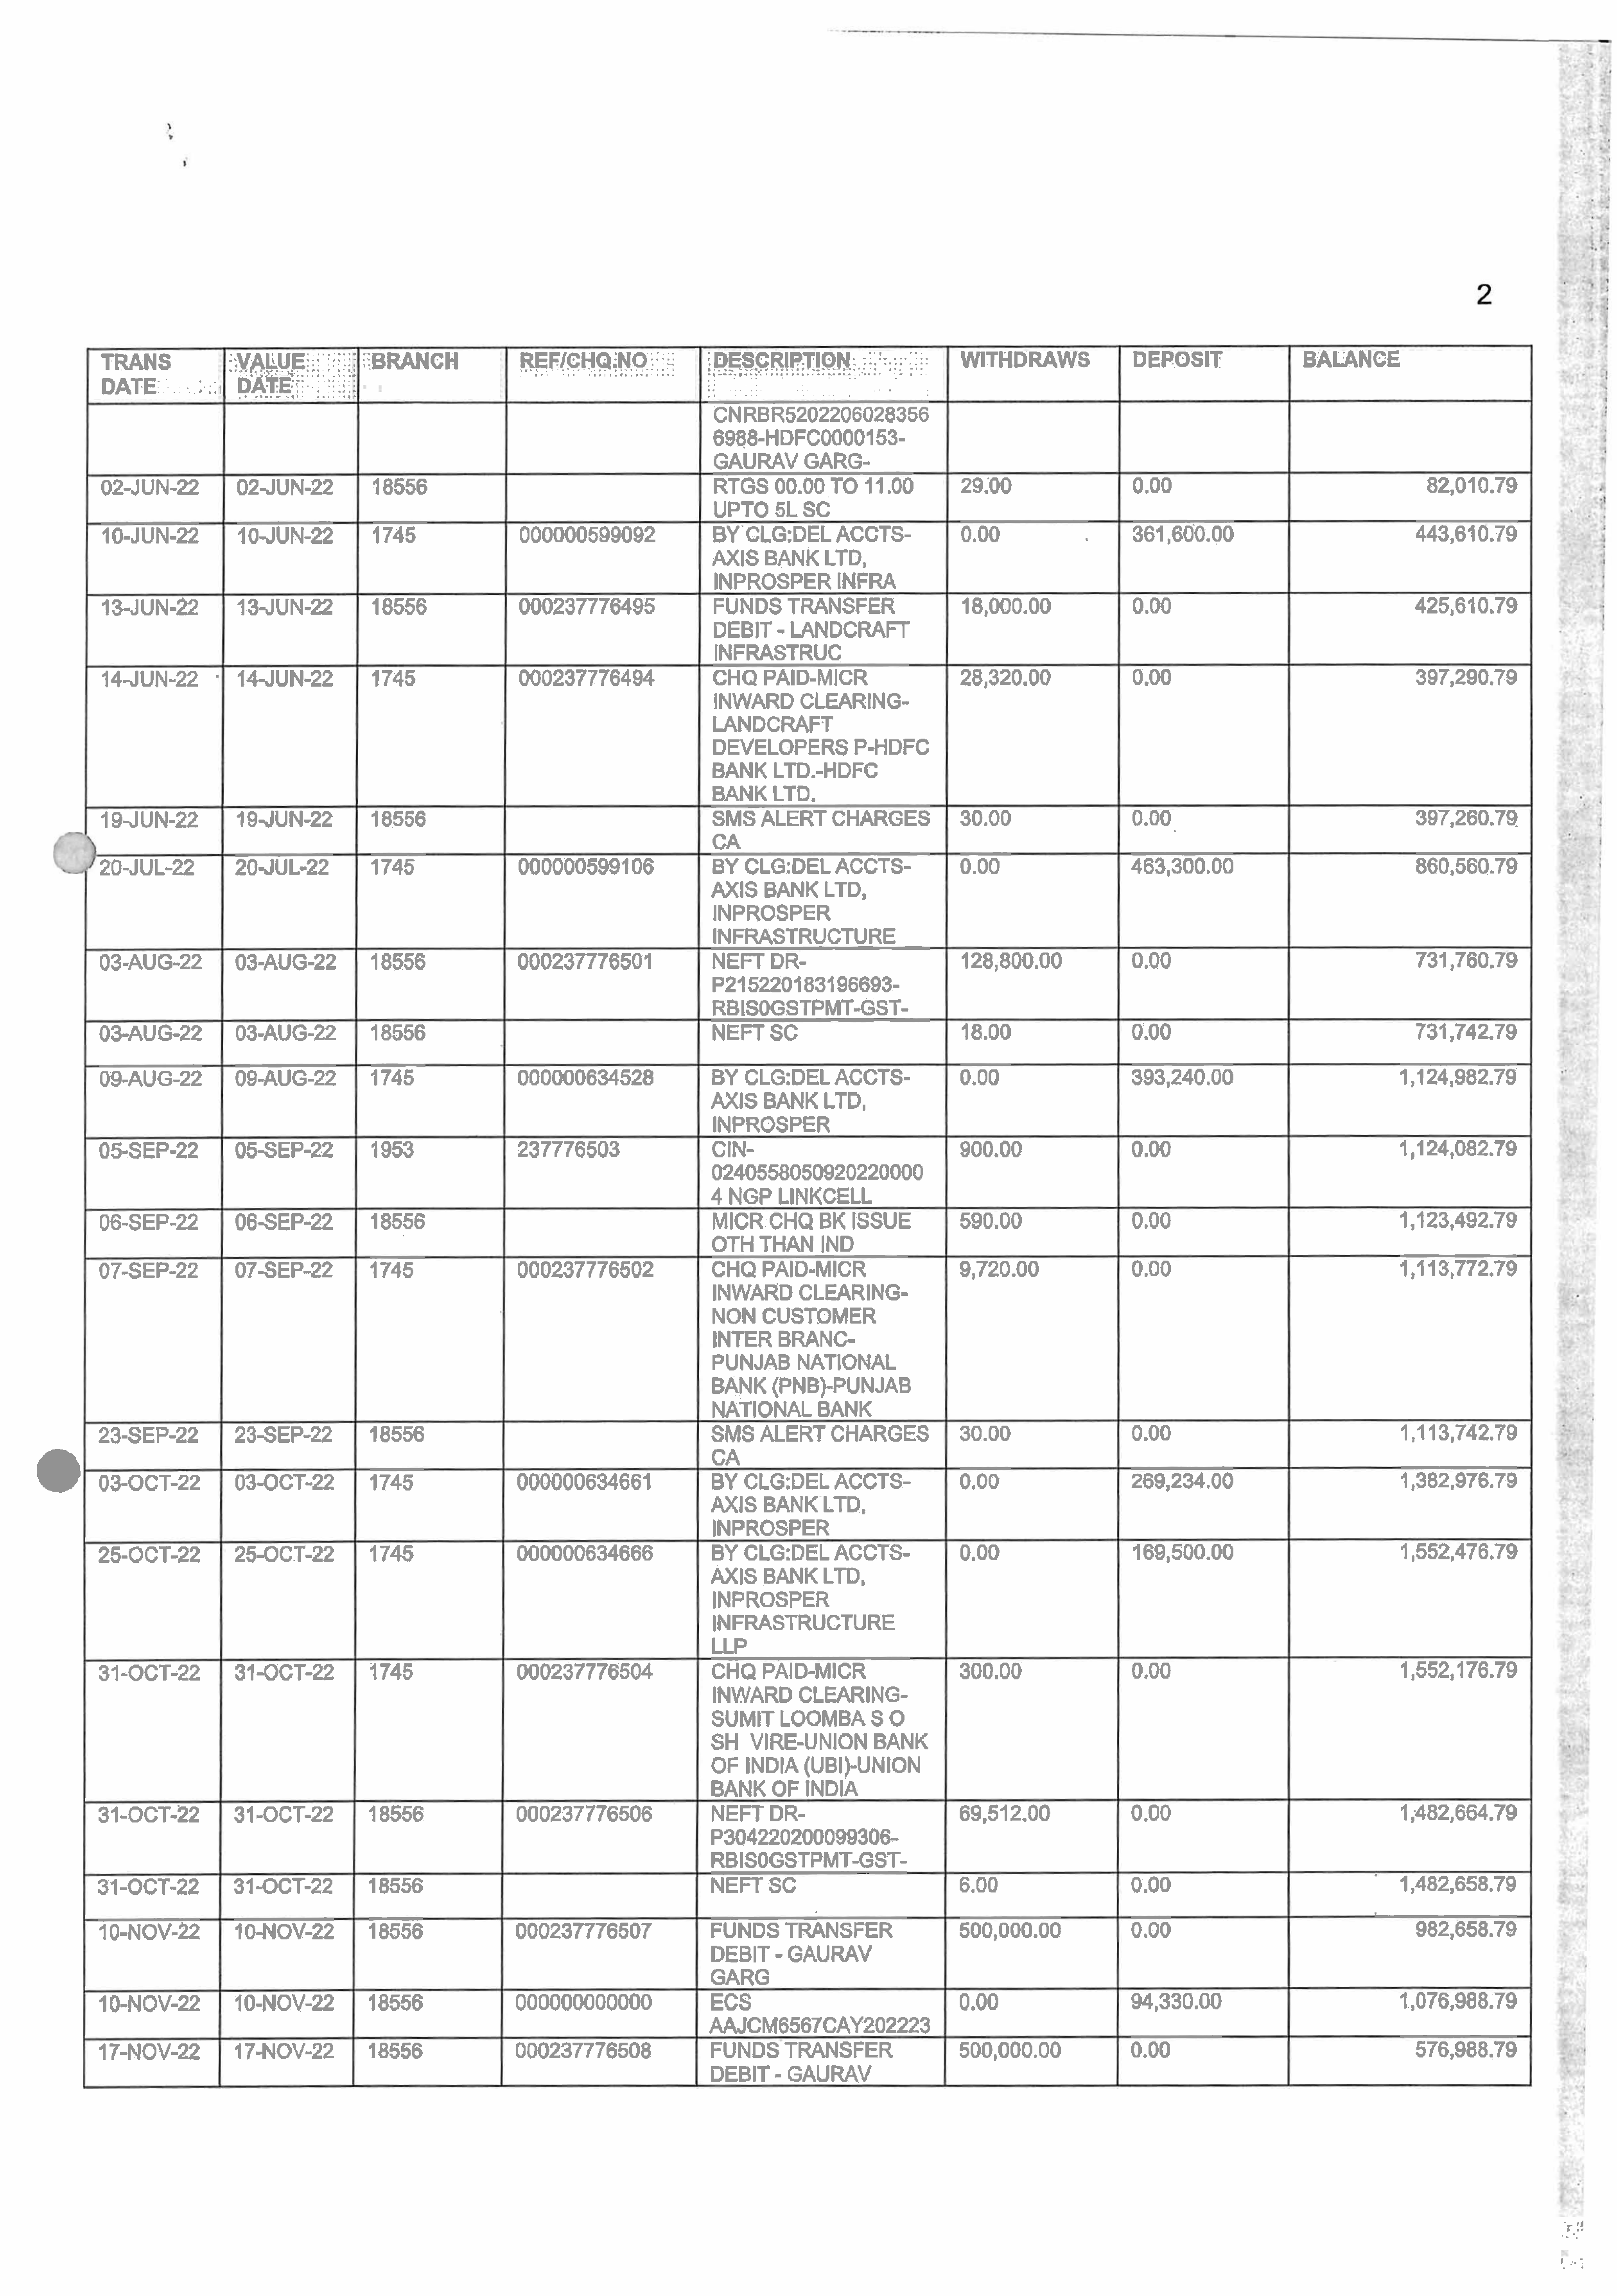 2
TRANS DATE VALUE DATE BRANCH REF/CHQ.NO DESCRIPTION WITHDRAWS DEPOSIT BALANCE
CNRBR5202206028356
6988-HDFC0000153-
GAURAV GARG-
02-JUN-22 02-JUN-22 18556 RTGS 00.00 TO 11.00 29.00 0.00 82,010.79
UPTO 5L SC
10-JUN-22 10-JUN-22 1745 000000599092 BY CLG:DEL ACCTS- 0.00 361,600.00 443,610.79
AXIS BANK LTD,
INPROSPER INFRA
13-JUN-22 13-JUN-22 18556 000237776495 FUNDS TRANSFER 18,000.00 0.00 425,610.79
DEBIT - LANDCRAFT
INFRASTRUC
14-JUN-22 14-JUN-22 1745 000237776494 CHQ PAID-MICR 28,320.00 0.00 397,290.79
INWARD CLEARING-
LANDCRAFT
DEVELOPERS P-HDFC
BANK LTD.-HDFC
BANK LTD.
19-JUN-22 19-JUN-22 18556 SMS ALERT CHARGES 30.00 0.00 397,260.79
CA
20-JUL-22 20-JUL-22 1745 000000599106 BY CLG:DEL ACCTS- 0.00 463,300.00 860,560.79
AXIS BANK LTD,
INPROSPER
INFRASTRUCTURE
03-AUG-22 03-AUG-22 18556 000237776501 NEFT DR- 128,800.00 0.00 731,760.79
P215220183196693-
RBIS0GSTPMT-GST-
03-AUG-22 03-AUG-22 18556 NEFT SC 18.00 0.00 731,742.79
09-AUG-22 09-AUG-22 1745 000000634528 BY CLG:DEL ACCTS- 0.00 393,240.00 1,124,982.79
AXIS BANK LTD,
INPROSPER
05-SEP-22 05-SEP-22 1953 237776503 CIN- 900.00 0.00 1,124,082.79
0240558050920220000
4 NGP LINKCELL
06-SEP-22 06-SEP-22 18556 MICR CHQ BK ISSUE 590.00 0.00 1,123,492.79
OTH THAN IND
07-SEP-22 07-SEP-22 1745 000237776502 CHQ PAID-MICR 9,720.00 0.00 1,113,772.79
INWARD CLEARING-
NON CUSTOMER
INTER BRANC-
PUNJAB NATIONAL
BANK (PNB)-PUNJAB
NATIONAL BANK
23-SEP-22 23-SEP-22 18556 SMS ALERT CHARGES 30.00 0.00 1,113,742.79
CA
03-OCT-22 03-OCT-22 1745 000000634661 BY CLG:DEL ACCTS- 0.00 269,234.00 1,382,976.79
AXIS BANK LTD,
INPROSPER
25-OCT-22 25-OCT-22 1745 000000634666 BY CLG:DEL ACCTS- 0.00 169,500.00 1,552,476.79
AXIS BANK LTD,
INPROSPER
INFRASTRUCTURE
LLP
31-OCT-22 31-OCT-22 1745 000237776504 CHQ PAID-MICR 300.00 0.00 1,552,176.79
INWARD CLEARING-
SUMIT LOOMBA S O
SH VIRE-UNION BANK
OF INDIA (UBI)-UNION
BANK OF INDIA
31-OCT-22 31-OCT-22 18556 000237776506 NEFT DR- 69,512.00 0.00 1,482,664.79
P304220200099306-
RBIS0GSTPMT-GST-
31-OCT-22 31-OCT-22 18556 NEFT SC 6.00 0.00 1,482,658.79
10-NOV-22 10-NOV-22 18556 000237776507 FUNDS TRANSFER 500,000.00 0.00 982,658.79
DEBIT - GAURAV
GARG
10-NOV-22 10-NOV-22 18556 000000000000 ECS 0.00 94,330.00 1,076,988.79
AAJCM6567CAY202223
17-NOV-22 17-NOV-22 18556 000237776508 FUNDS TRANSFER 500,000.00 0.00 576,988.79
DEBIT - GAURAV